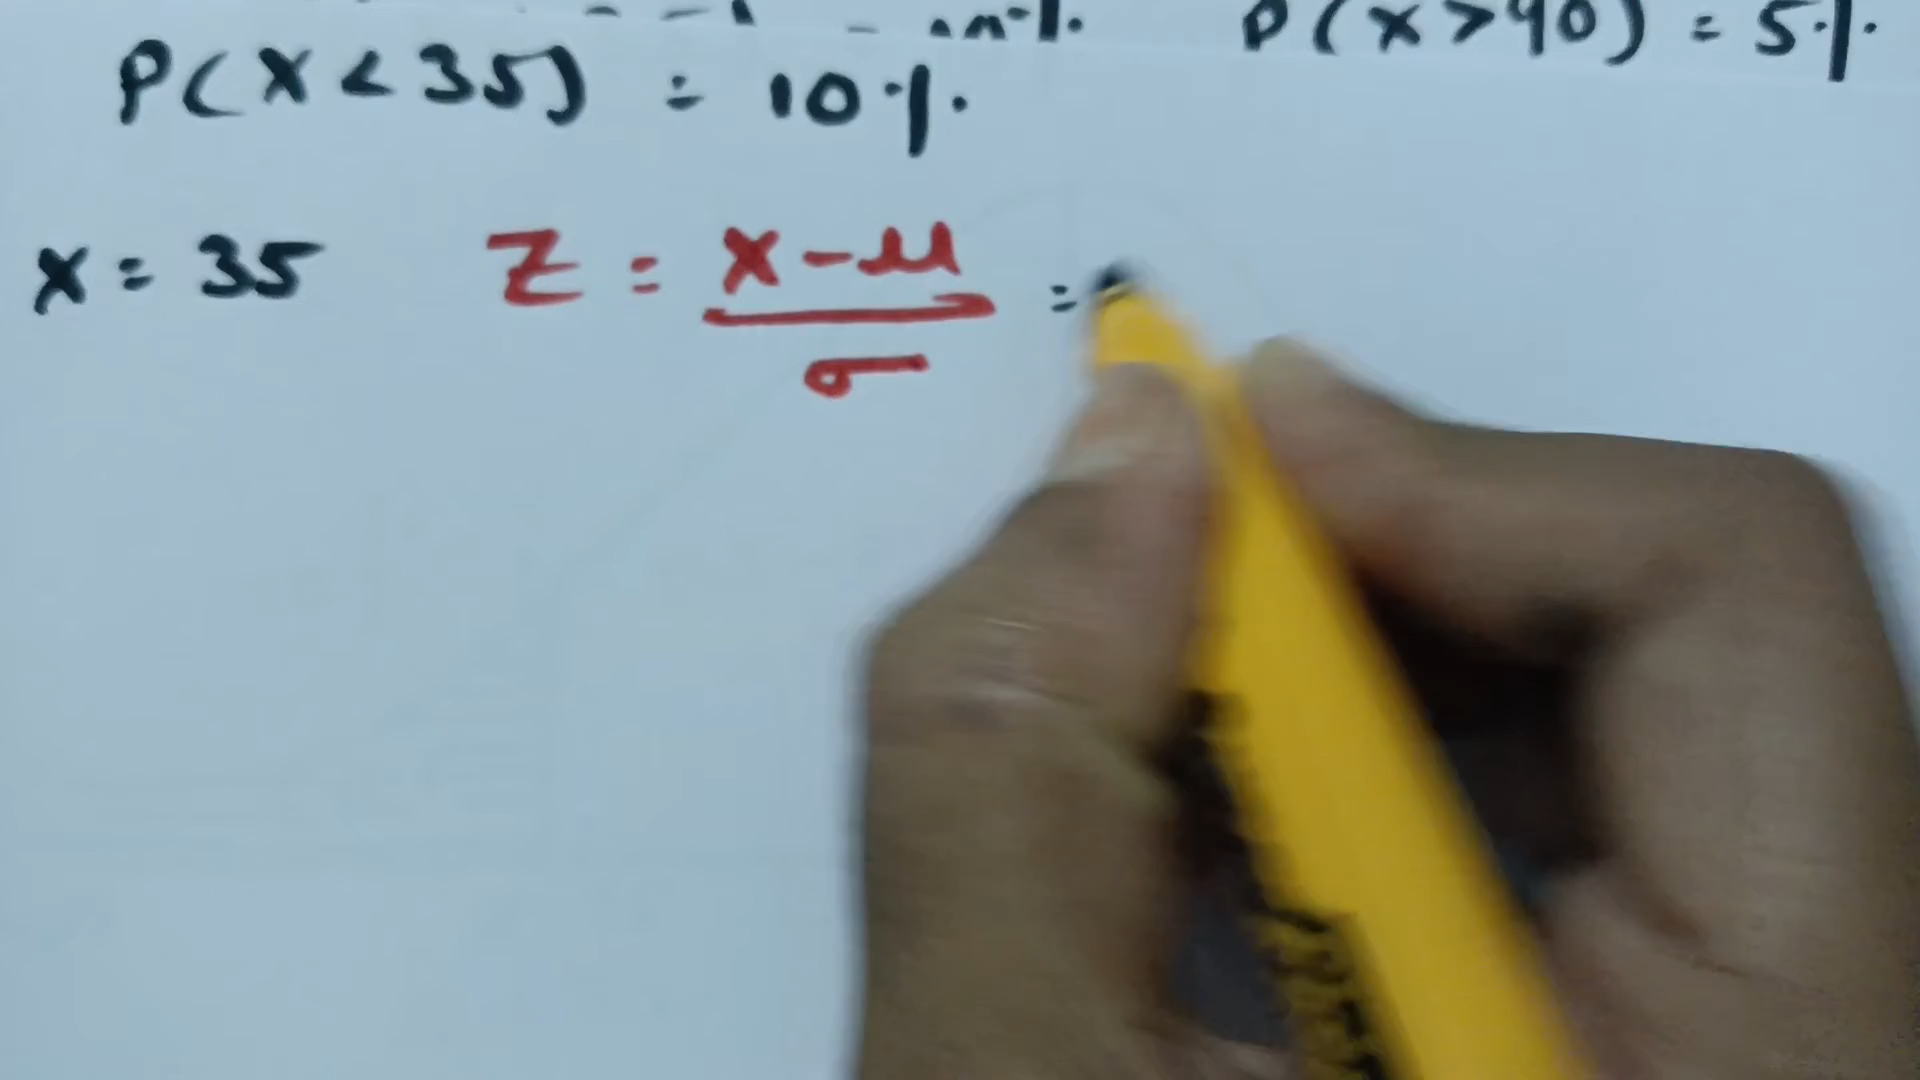 P(X>90) = 5%
P(X<35) = 10%.
X = 35 Z = X-μ =
σ